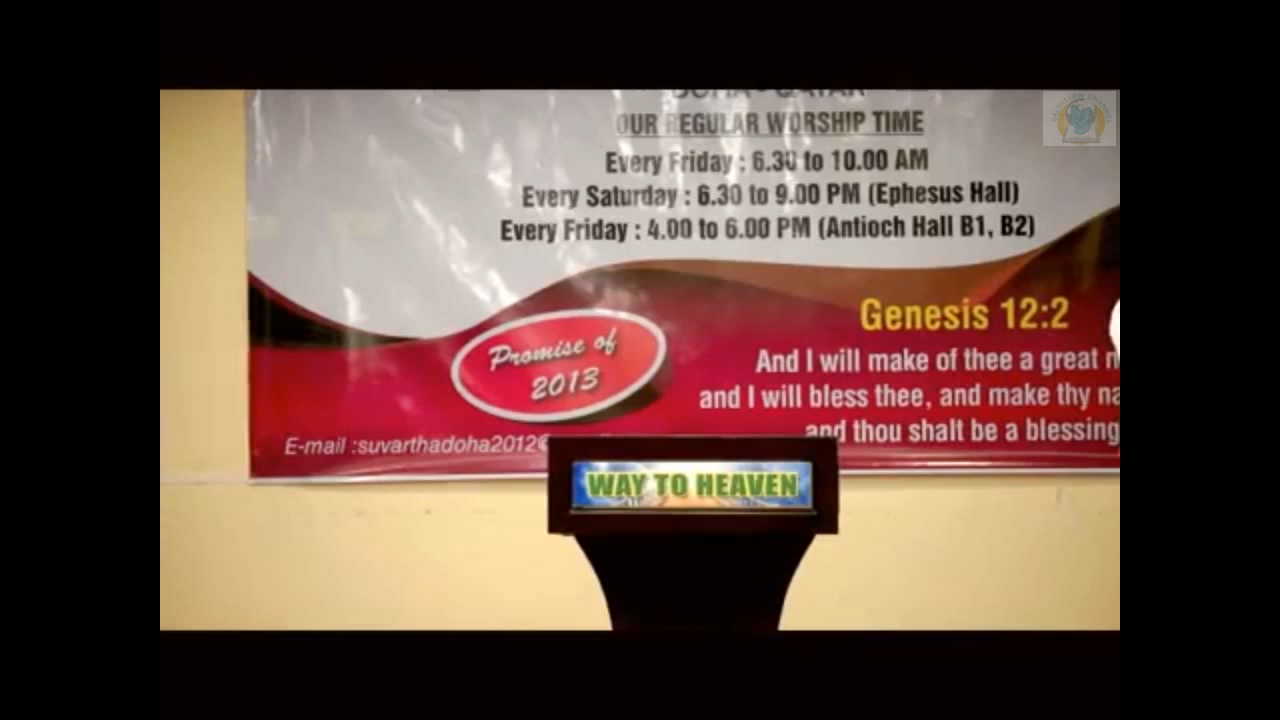 DOHA - QATAR
OUR REGULAR WORSHIP TIME
Every Friday : 6.30 to 10.00 AM
Every Saturday : 6.30 to 9.00 PM (Ephesus Hall)
Every Friday : 4.00 to 6.00 PM (Antioch Hall B1, B2)
Genesis 12:2
Promise of
2013
And I will make of thee a great
and I will bless thee, and make thy
and thou shalt be a blessing
E-mail :suvarthadoha2012@
WAY TO HEAVEN